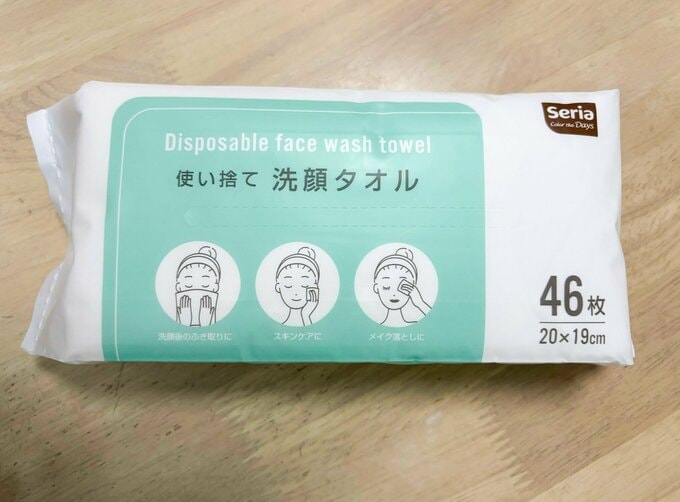 Seria
Color the Days
Disposable face wash towel
使い捨て 洗顔タオル
洗顔後のふき取りに
スキンケアに
メイク落としに
46枚
20×19cm